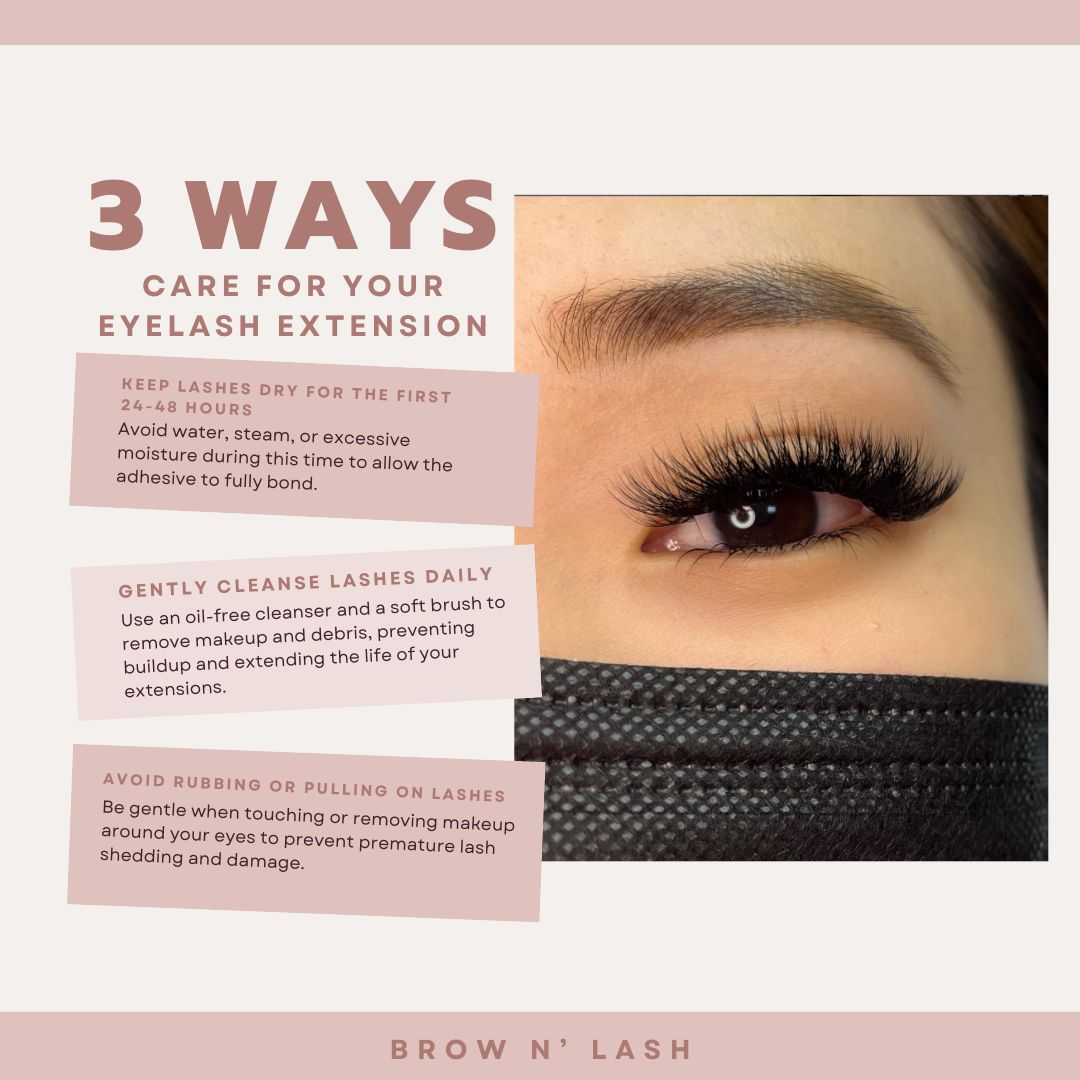 3 WAYS
CARE FOR YOUR
EYELASH EXTENSION
KEEP LASHES DRY FOR THE FIRST
24-48 HOURS
Avoid water, steam, or excessive
moisture during this time to allow the
adhesive to fully bond.
GENTLY CLEANSE LASHES DAILY
Use an oil-free cleanser and a soft brush to
remove makeup and debris, preventing
buildup and extending the life of your
extensions.
AVOID RUBBING OR PULLING ON LASHES
Be gentle when touching or removing makeup
around your eyes to prevent premature lash
shedding and damage.
BROW N’ LASH